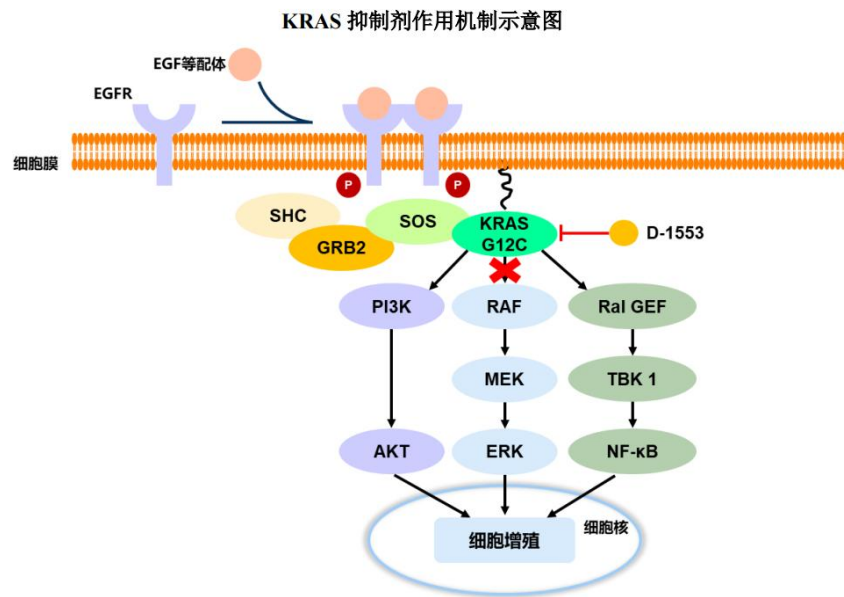 KRAS 抑制剂作用机制示意图
EGF等配体
EGFR
细胞膜
P
P
SHC
GRB2
SOS
KRAS
G12C
D-1553
PI3K
RAF
Ral GEF
MEK
TBK 1
AKT
ERK
NF-κB
细胞增殖
细胞核